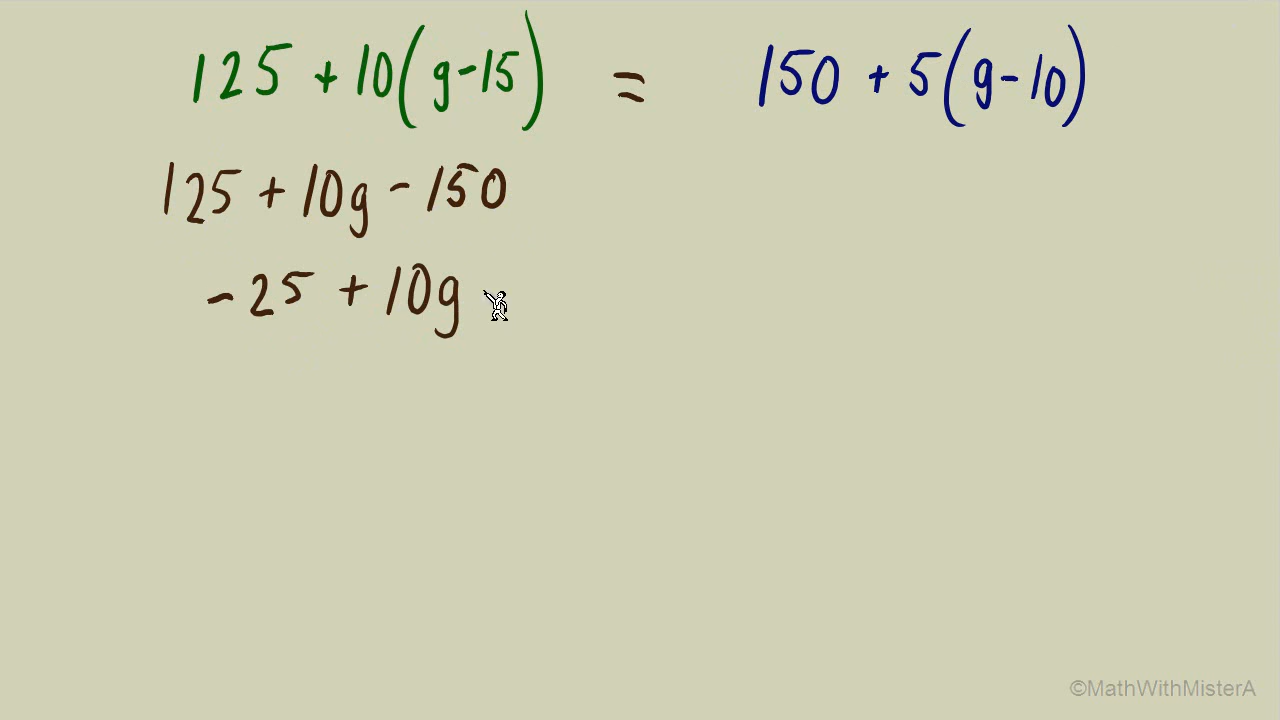 125 + 10(g-15) = 150 + 5(g-10)
125 + 10g - 150
-25 + 10g
©MathWithMisterA